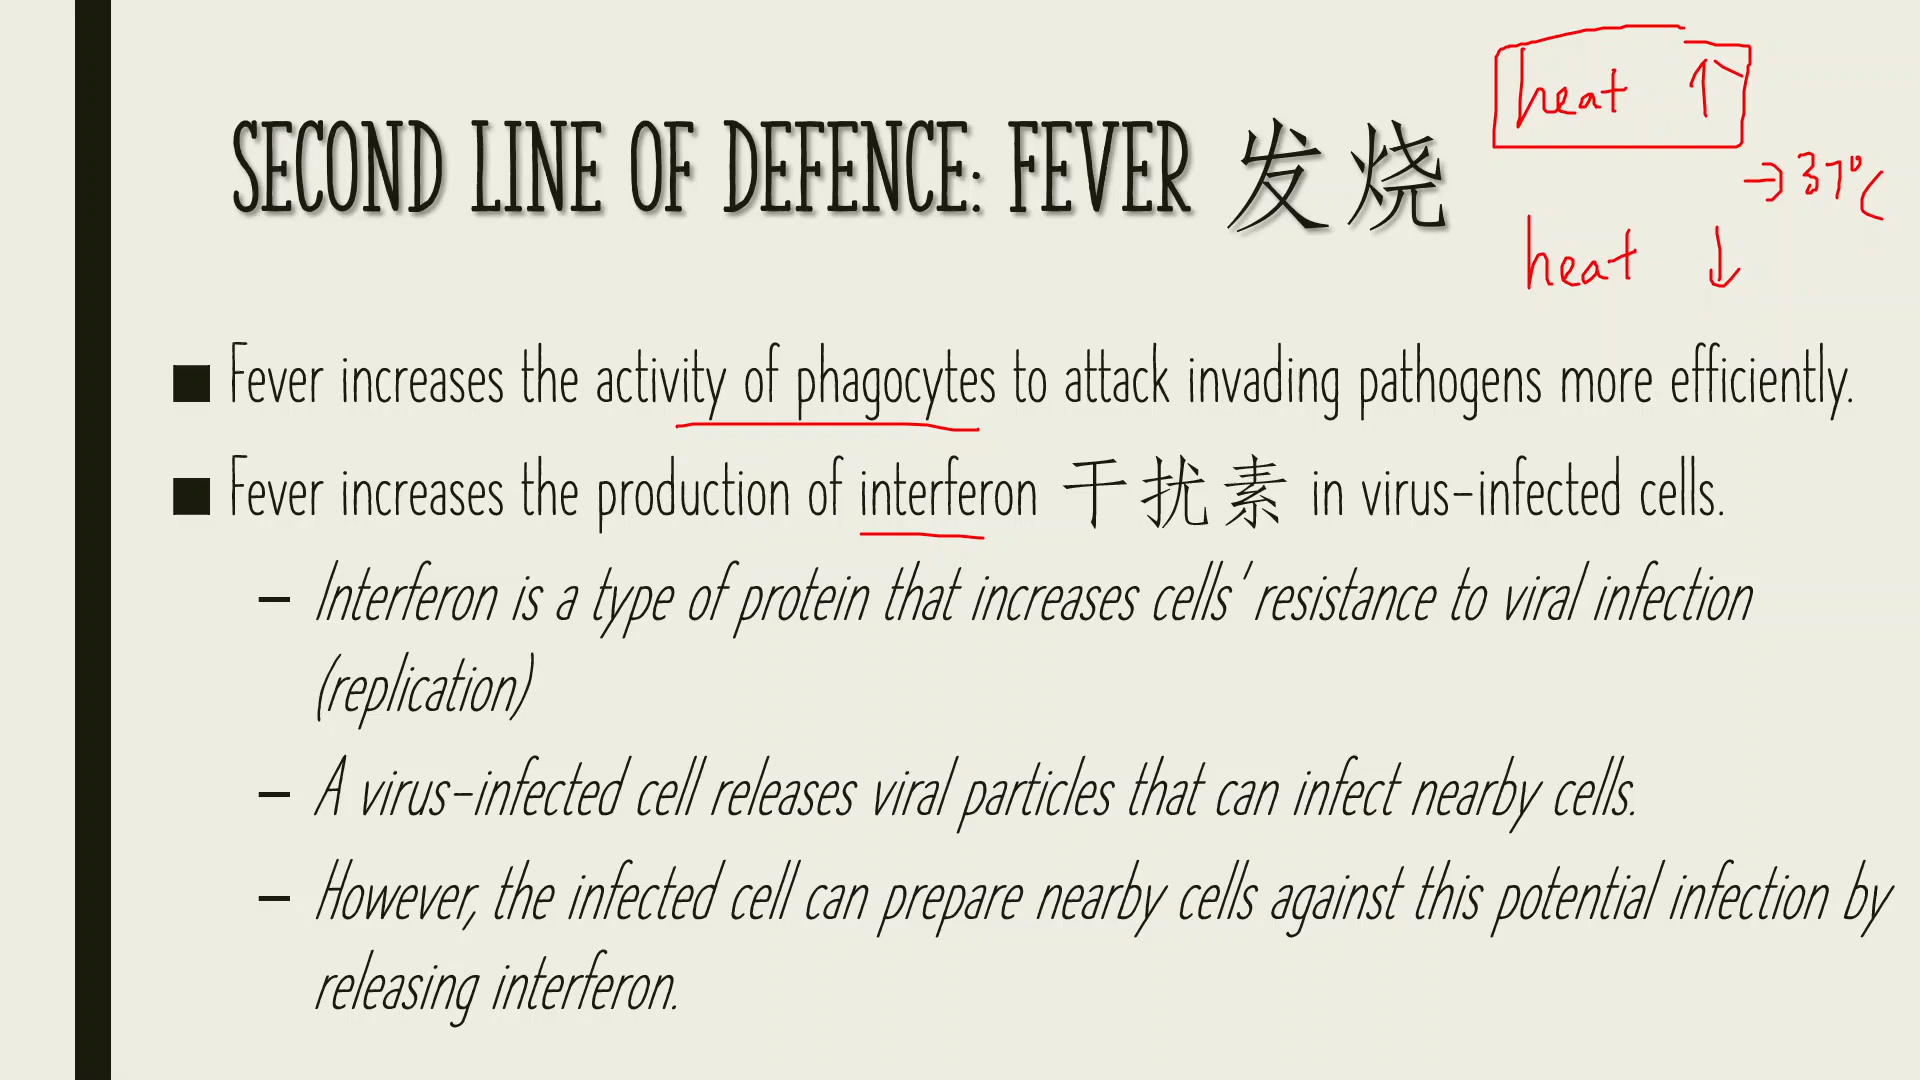 heat ↑
SECOND LINE OF DEFENCE: FEVER 发烧
→ 37°C
heat ↓
■ Fever increases the activity of phagocytes to attack invading pathogens more efficiently.
■ Fever increases the production of interferon 干扰素 in virus-infected cells.
– Interferon is a type of protein that increases cells' resistance to viral infection
(replication)
– A virus-infected cell releases viral particles that can infect nearby cells.
– However, the infected cell can prepare nearby cells against this potential infection by
releasing interferon.